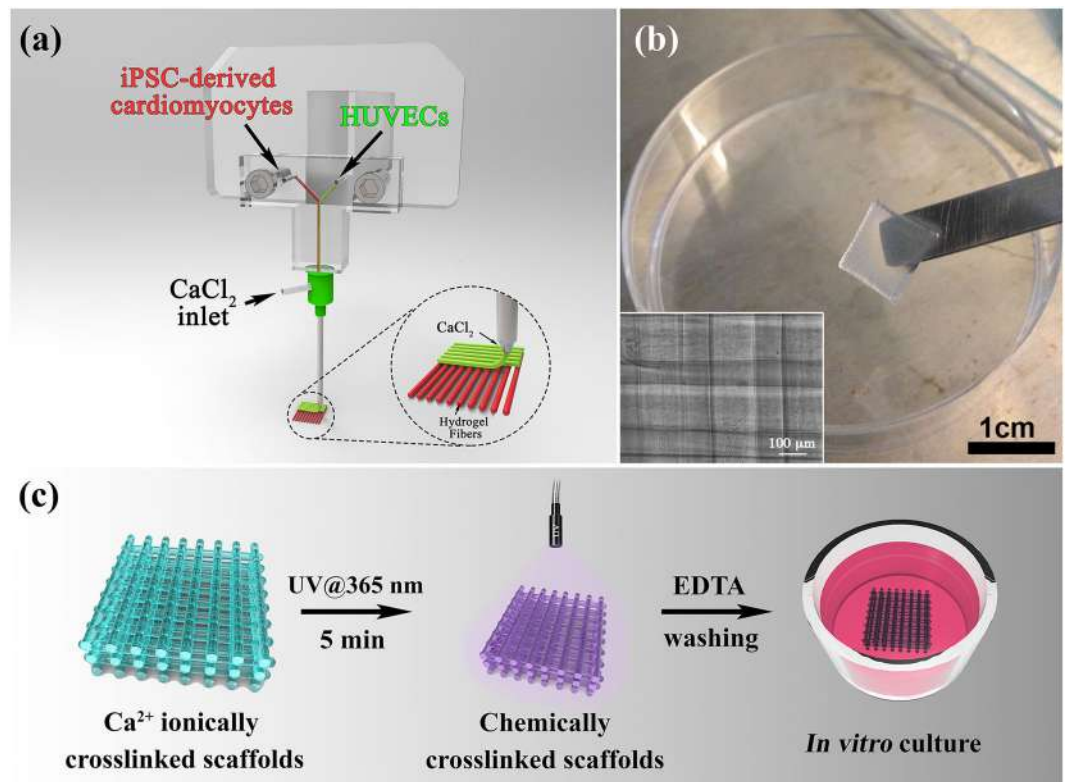 (a)
iPSC-derived
cardiomyocytes
HUVECs
CaCl₂
inlet
CaCl₂
Hydrogel
Fibers
(b)
100 µm
1cm
(c)
UV
UV@365 nm
5 min
EDTA
washing
Ca²⁺ ionically
crosslinked scaffolds
Chemically
crosslinked scaffolds
In vitro culture